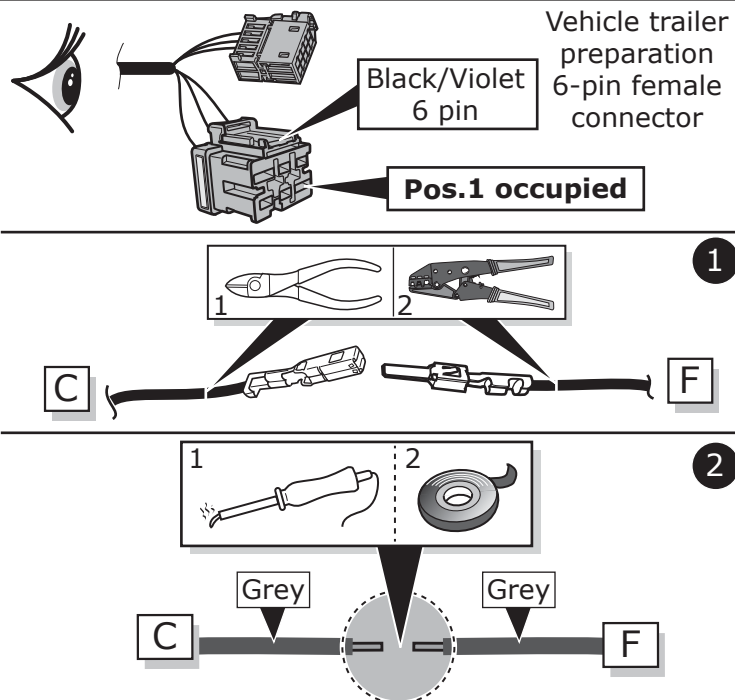 Vehicle trailer
preparation
6-pin female
connector
Black/Violet
6 pin
Pos.1 occupied
1
1
2
C
F
2
1
2
Grey
Grey
C
F